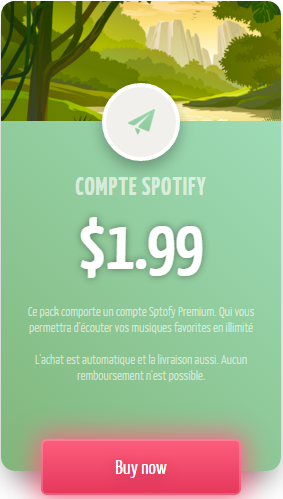 COMPTE SPOTIFY
$1.99
Ce pack comporte un compte Sptofy Premium. Qui vous
permettra d'écouter vos musiques favorites en illimité
L'achat est automatique et la livraison aussi. Aucun
remboursement n'est possible.
Buy now